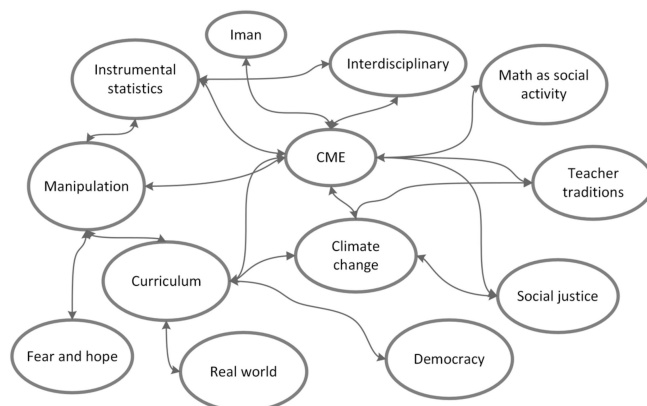 Iman
Instrumental
statistics
Interdisciplinary
Math as social
activity
CME
Manipulation
Teacher
traditions
Climate
change
Curriculum
Social justice
Fear and hope
Real world
Democracy